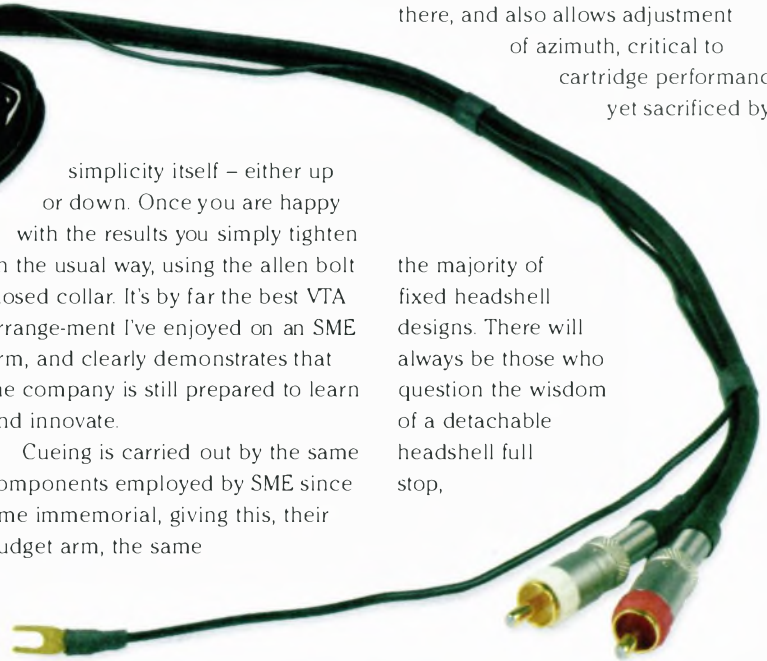 simplicity itself – either up
or down. Once you are happy
with the results you simply tighten
n the usual way, using the allen bolt
losed collar. It's by far the best VTA
rrange-ment I've enjoyed on an SME
rm, and clearly demonstrates that
he company is still prepared to learn
nd innovate.
Cueing is carried out by the same
omponents employed by SME since
me immemorial, giving this, their
udget arm, the same
there, and also allows adjustment
of azimuth, critical to
cartridge performanc
yet sacrificed by
the majority of
fixed headshell
designs. There will
always be those who
question the wisdom
of a detachable
headshell full
stop,